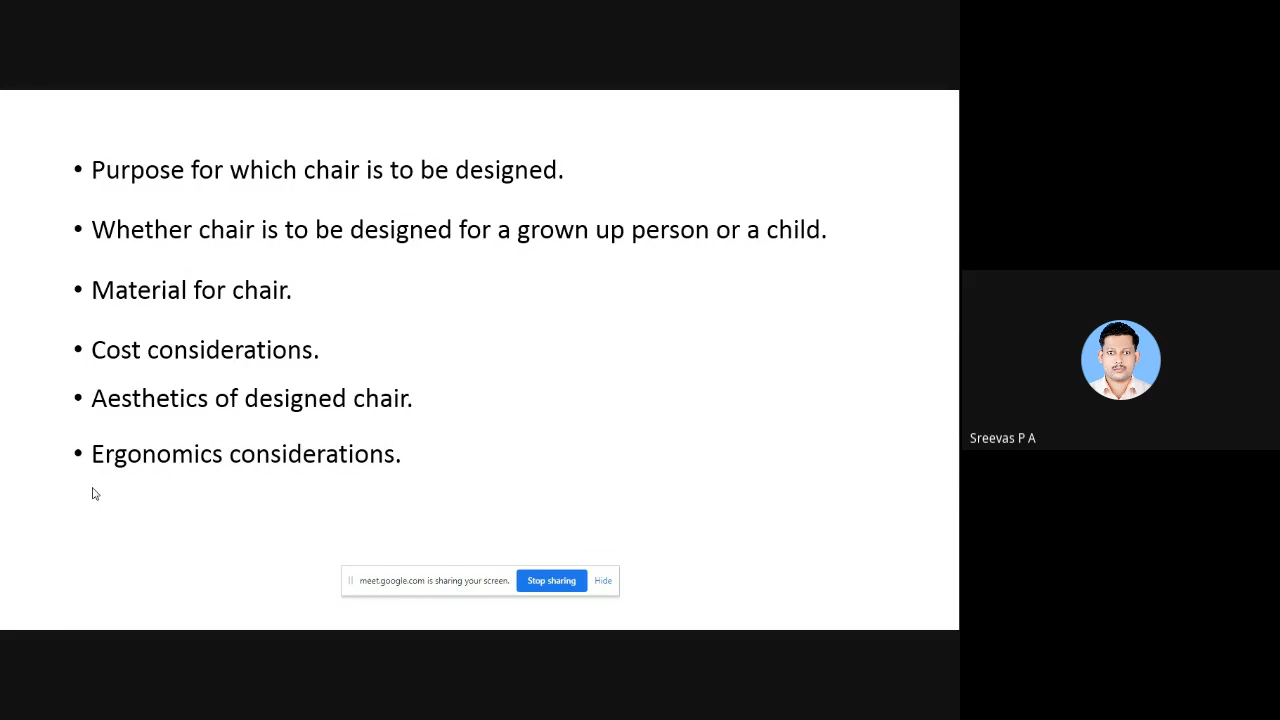 • Purpose for which chair is to be designed.
• Whether chair is to be designed for a grown up person or a child.
• Material for chair.
• Cost considerations.
• Aesthetics of designed chair.
• Ergonomics considerations.
Sreevas P A
meet.google.com is sharing your screen. Stop sharing Hide